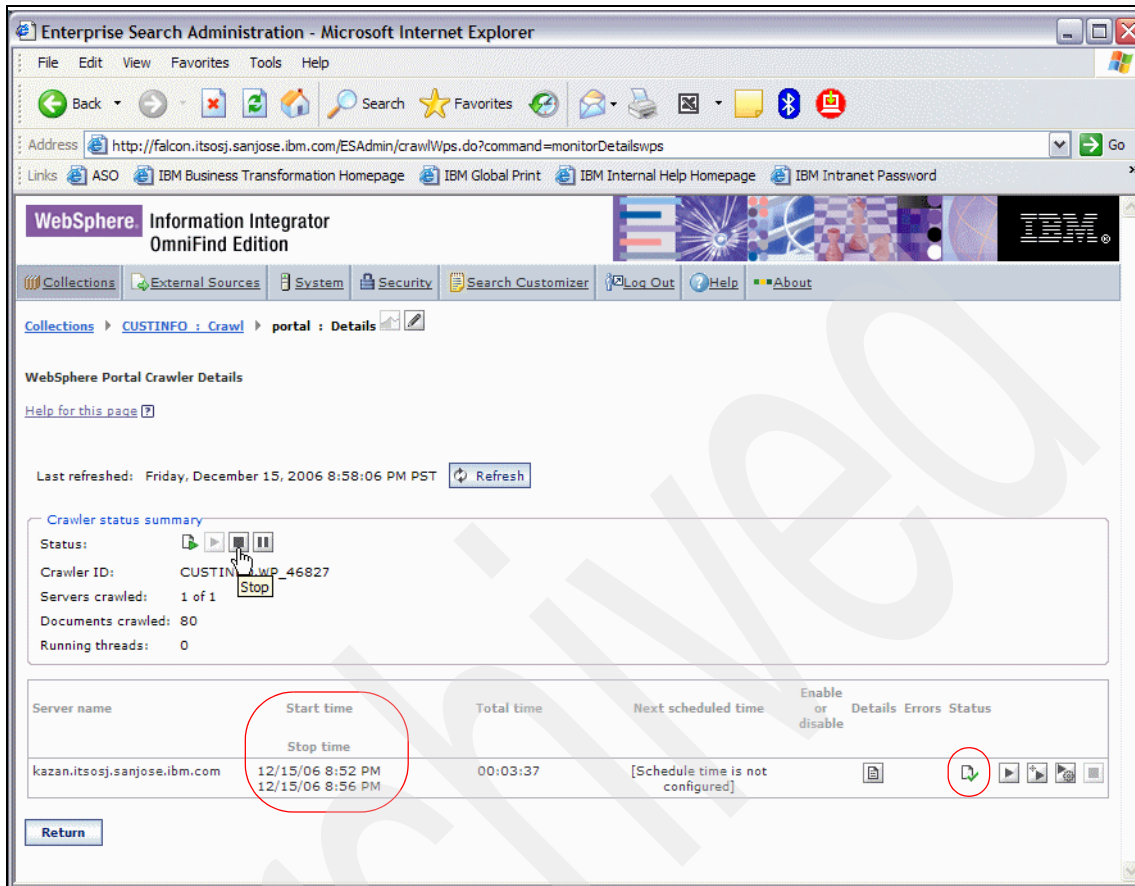 Enterprise Search Administration - Microsoft Internet Explorer
File Edit View Favorites Tools Help
Back Search Favorites
Address http://falcon.itsosj.sanjose.ibm.com/ESAdmin/crawlWps.do?command=monitorDetailswps Go
Links ASO IBM Business Transformation Homepage IBM Global Print IBM Internal Help Homepage IBM Intranet Password »
WebSphere. Information Integrator
OmniFind Edition
IBM®
Collections External Sources System Security Search Customizer Log Out Help About
Collections CUSTINFO : Crawl portal : Details
WebSphere Portal Crawler Details
Help for this page ?
Last refreshed: Friday, December 15, 2006 8:58:06 PM PST Refresh
Crawler status summary
Status:
Crawler ID: CUSTIN WP_46827
Stop
Servers crawled: 1 of 1
Documents crawled: 80
Running threads: 0
Server name Start time Total time Next scheduled time Enable or disable Details Errors Status
Stop time
kazan.itsosj.sanjose.ibm.com 12/15/06 8:52 PM 00:03:37 [Schedule time is not configured]
12/15/06 8:56 PM
Return
Archived